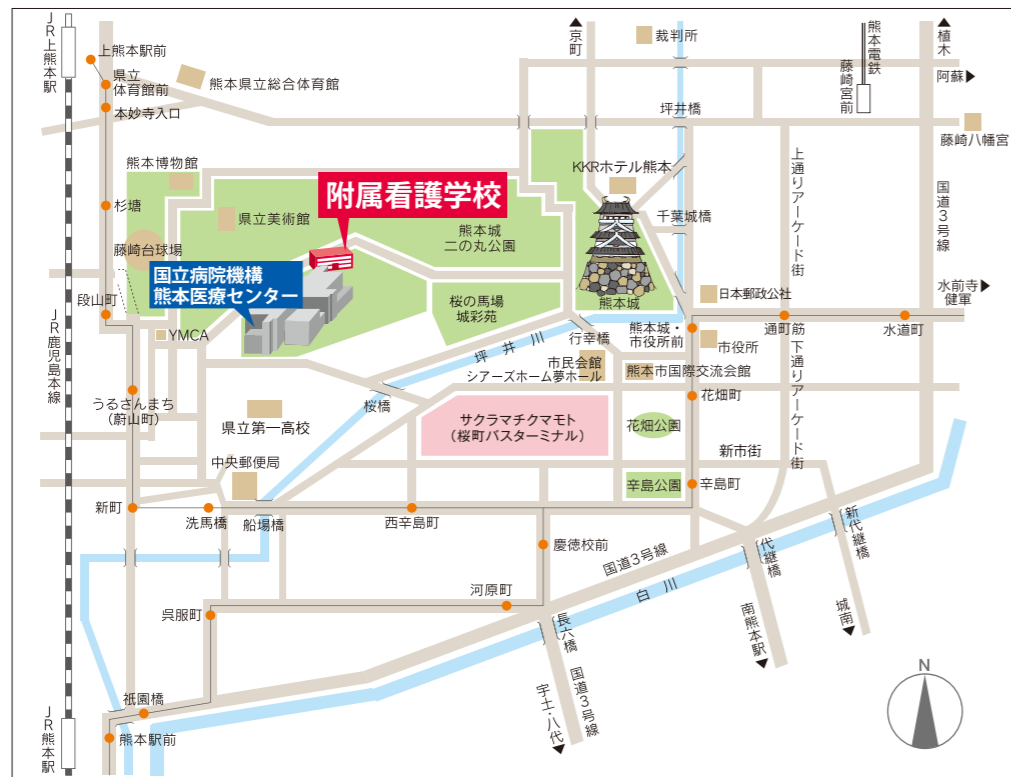 JR上熊本駅
上熊本駅前
県立
体育館前
本妙寺入口
熊本県立総合体育館
▲京町
裁判所
熊本電鉄
藤崎宮前
▲植木
阿蘇▶
坪井橋
藤崎八幡宮
熊本博物館
KKRホテル熊本
上通りアーケード街
国道3号線
附属看護学校
杉塘
県立美術館
熊本城
二の丸公園
千葉城橋
藤崎台球場
国立病院機構
熊本医療センター
段山町
桜の馬場
城彩苑
熊本城
日本郵政公社
水前寺▶
健軍
JR鹿児島本線
YMCA
坪井川
行幸橋
熊本城・
市役所前
通町筋
水道町
市役所
下通りアーケード街
市民会館
シアーズホーム夢ホール
熊本市国際交流会館
うるさんまち
(蔚山町)
桜橋
花畑町
県立第一高校
サクラマチクマモト
(桜町バスターミナル)
花畑公園
新市街
中央郵便局
辛島公園
辛島町
新町
洗馬橋
船場橋
西辛島町
慶徳校前
国道3号線
代継橋
新代継橋
白川
河原町
呉服町
長六橋
国道3号線
南熊本駅▼
城南▼
宇土・八代▼
祇園橋
熊本駅前
JR熊本駅
N